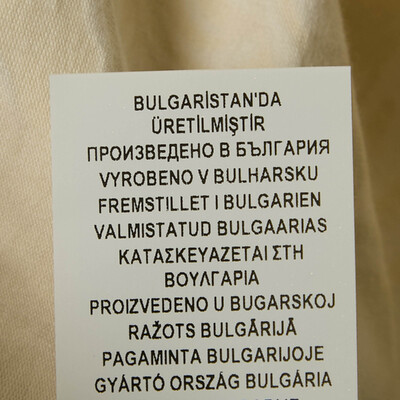 BULGARİSTAN'DA
ÜRETİLMİŞTİR
ПРОИЗВЕДЕНО В БЪЛГАРИЯ
VYROBENO V BULHARSKU
FREMSTILLET I BULGARIEN
VALMISTATUD BULGAARIAS
ΚΑΤΑΣΚΕΥΑΖΕΤΑΙ ΣΤΗ
ΒΟΥΛΓΑΡΙΑ
PROIZVEDENO U BUGARSKOJ
RAŽOTS BULGĀRIJĀ
PAGAMINTA BULGARIJOJE
GYÁRTÓ ORSZÁG BULGÁRIA